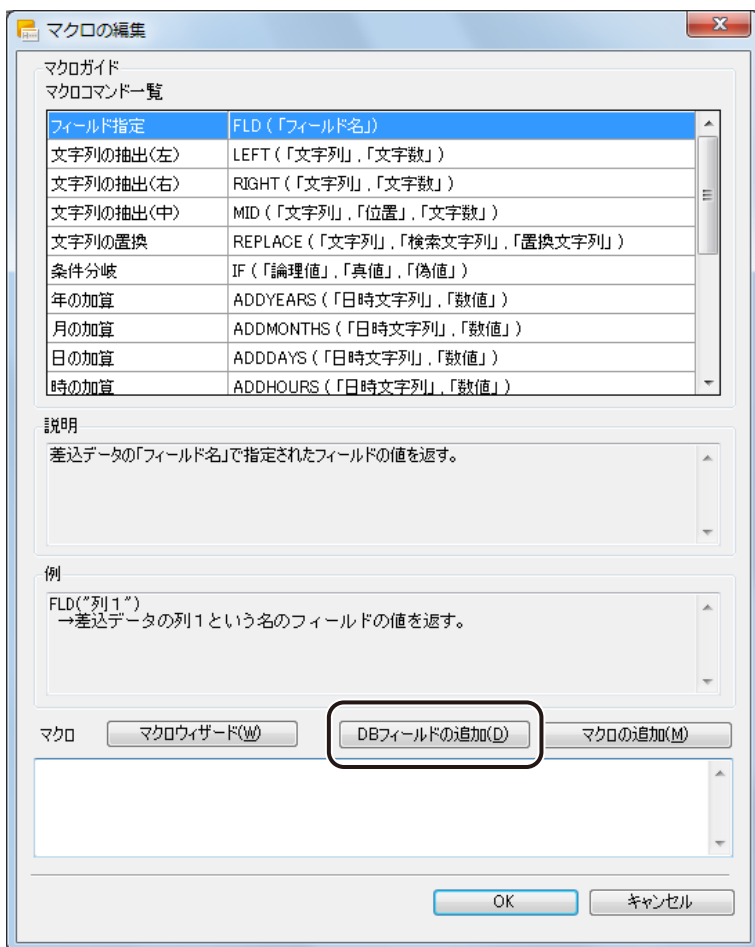 マクロの編集
マクロガイド
マクロコマンド一覧
フィールド指定 FLD (「フィールド名」)
文字列の抽出(左) LEFT (「文字列」, 「文字数」)
文字列の抽出(右) RIGHT (「文字列」, 「文字数」)
文字列の抽出(中) MID (「文字列」, 「位置」, 「文字数」)
文字列の置換 REPLACE (「文字列」, 「検索文字列」, 「置換文字列」)
条件分岐 IF (「論理値」, 「真値」, 「偽値」)
年の加算 ADDYEARS (「日時文字列」, 「数値」)
月の加算 ADDMONTHS (「日時文字列」, 「数値」)
日の加算 ADDDAYS (「日時文字列」, 「数値」)
時の加算 ADDHOURS (「日時文字列」, 「数値」)
説明
差込データの「フィールド名」で指定されたフィールドの値を返す。
例
FLD("列1")
→差込データの列1という名のフィールドの値を返す。
マクロ マクロウィザード(W) DBフィールドの追加(D) マクロの追加(M)
OK キャンセル